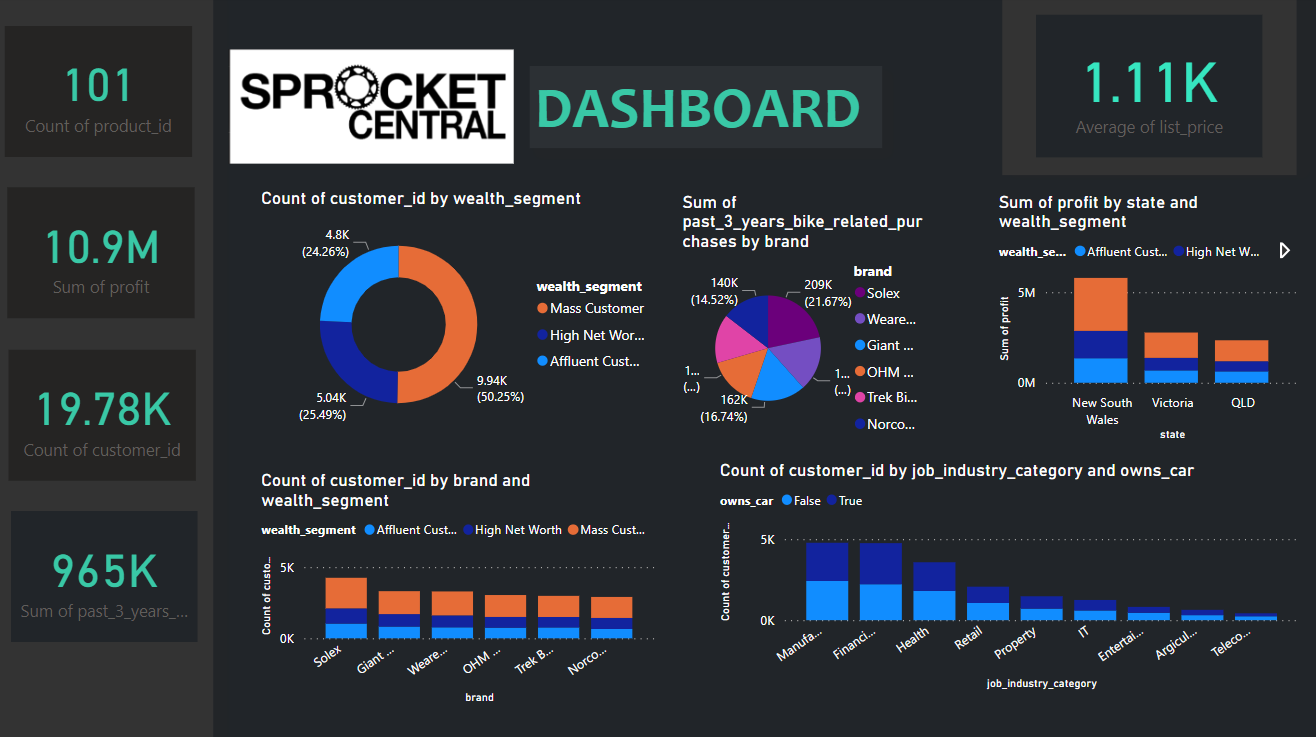 101
Count of product_id
10.9M
Sum of profit
19.78K
Count of customer_id
965K
Sum of past_3_years_...
SPROCKET
CENTRAL
DASHBOARD
1.11K
Average of list_price
Count of customer_id by wealth_segment
4.8K
(24.26%)
5.04K
(25.49%)
9.94K
(50.25%)
wealth_segment
Mass Customer
High Net Wor...
Affluent Cust...
Sum of
past_3_years_bike_related_pur
chases by brand
140K
(14.52%)
209K
(21.67%)
1...
(...)
162K
(16.74%)
1...
(...)
brand
Solex
Weare...
Giant ...
OHM ...
Trek Bi...
Norco...
Sum of profit by state and
wealth_segment
wealth_se... Affluent Cust... High Net W...
Sum of profit
5M
0M
New South
Wales
Victoria
QLD
state
Count of customer_id by brand and
wealth_segment
wealth_segment Affluent Cust... High Net Worth Mass Cust...
Count of custo...
5K
0K
Solex
Giant ...
Weare...
OHM ...
Trek B...
Norco...
brand
Count of customer_id by job_industry_category and owns_car
owns_car False True
Count of customer...
5K
0K
Manufa...
Financi...
Health
Retail
Property
IT
Entertai...
Argicul...
Teleco...
job_industry_category